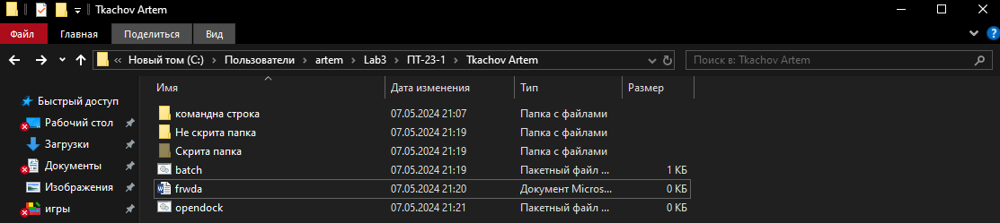 Tkachov Artem
Файл Главная Поделиться Вид
Новый том (C:) Пользователи artem Lab3 ПТ-23-1 Tkachov Artem Поиск в: Tkachov Artem
Имя Дата изменения Тип Размер
Быстрый доступ
Рабочий стол
Загрузки
Документы
Изображения
игры
командна строка 07.05.2024 21:07 Папка с файлами
Не скрита папка 07.05.2024 21:19 Папка с файлами
Скрита папка 07.05.2024 21:19 Папка с файлами
batch 07.05.2024 21:19 Пакетный файл ... 1 КБ
frwda 07.05.2024 21:20 Документ Micros... 0 КБ
opendock 07.05.2024 21:21 Пакетный файл ... 0 КБ